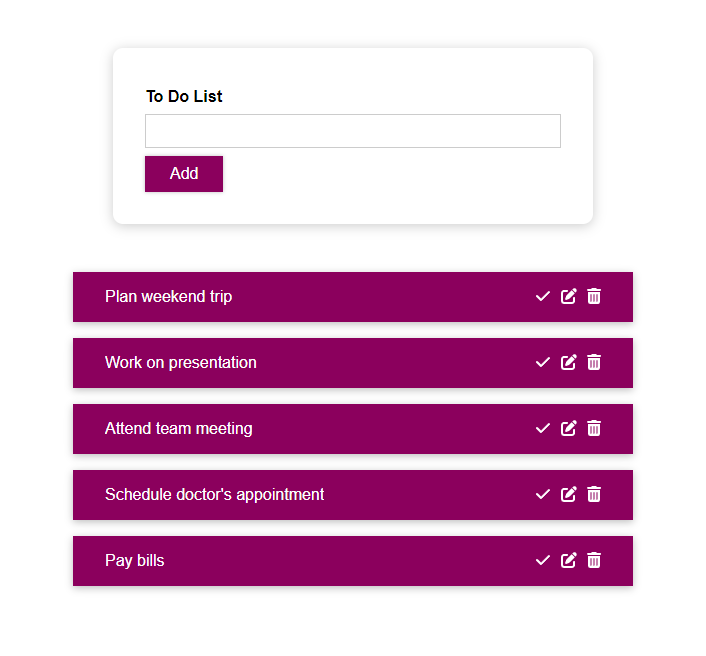 To Do List
Add
Plan weekend trip
Work on presentation
Attend team meeting
Schedule doctor's appointment
Pay bills